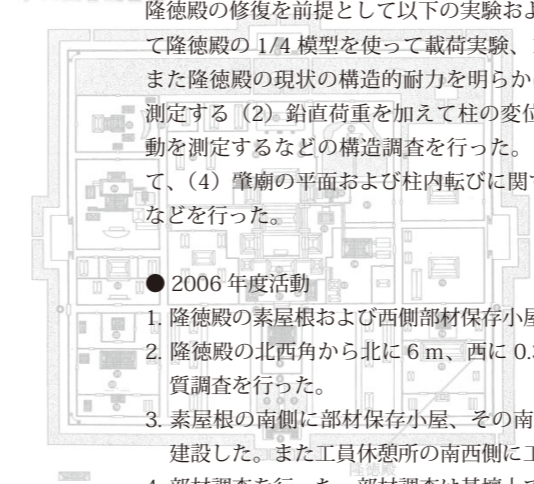 隆徳殿の修復を前提として以下の実験およ
て隆徳殿の 1/4 模型を使って載荷実験、
また隆徳殿の現状の構造的耐力を明らか
測定する（2）鉛直荷重を加えて柱の変位
動を測定するなどの構造調査を行った。
て、（4）肇廟の平面および柱内転びに関す
などを行った。
● 2006 年度活動
1. 隆徳殿の素屋根および西側部材保存小屋
2. 隆徳殿の北西角から北に 6 m、西に 0.
質調査を行った。
3. 素屋根の南側に部材保存小屋、その南
建設した。また工員休憩所の南西側に工
隆徳殿